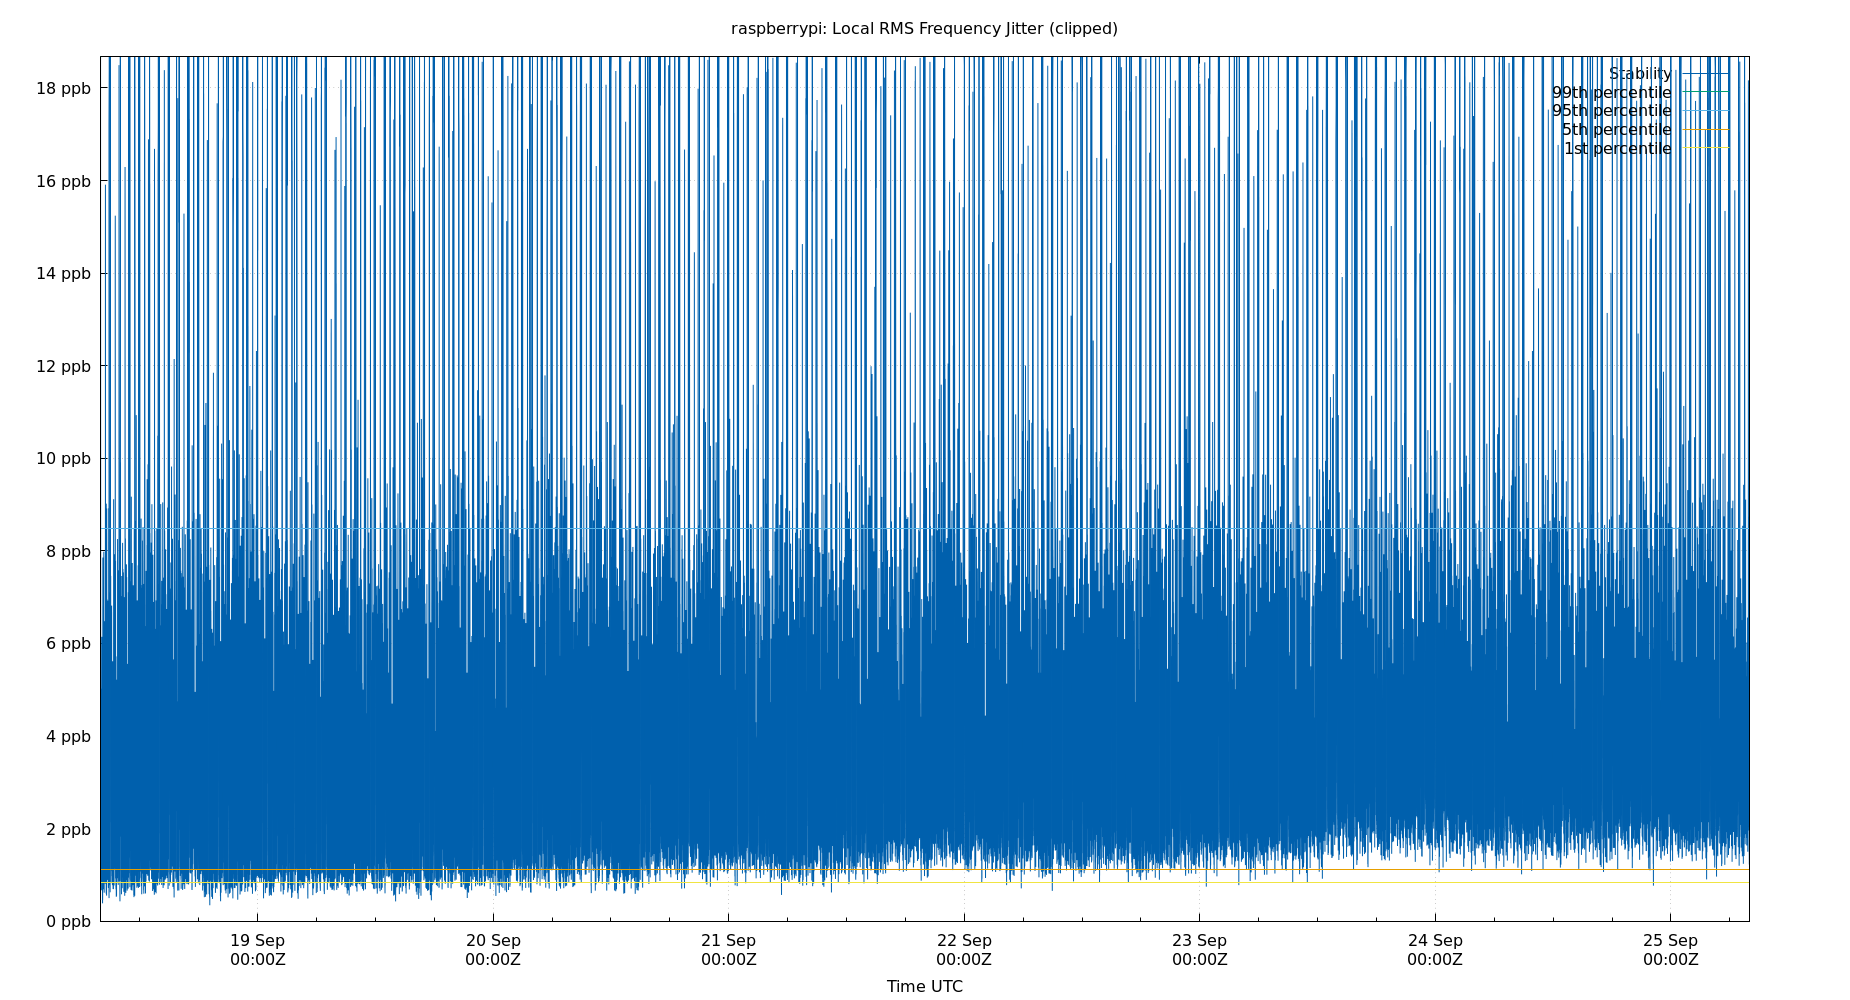 raspberrypi: Local RMS Frequency Jitter (clipped)
18 ppb
16 ppb
14 ppb
12 ppb
10 ppb
8 ppb
6 ppb
4 ppb
2 ppb
0 ppb
Stability
99th percentile
95th percentile
5th percentile
1st percentile
19 Sep
00:00Z
20 Sep
00:00Z
21 Sep
00:00Z
22 Sep
00:00Z
23 Sep
00:00Z
24 Sep
00:00Z
25 Sep
00:00Z
Time UTC